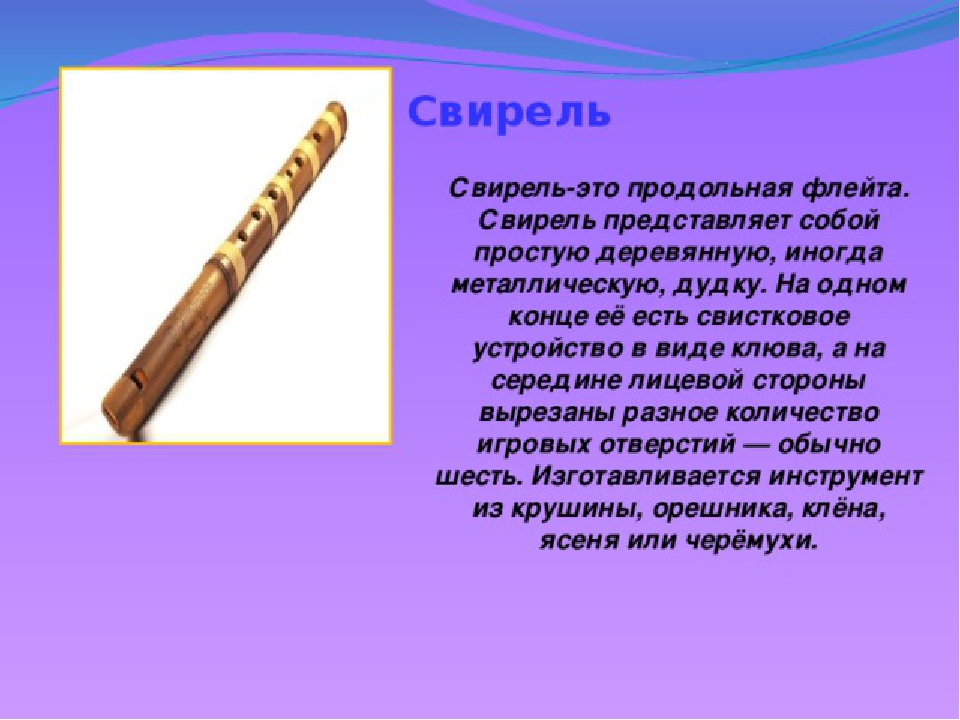 Свирель
Свирель-это продольная флейта.
Свирель представляет собой
простую деревянную, иногда
металлическую, дудку. На одном
конце её есть свистковое
устройство в виде клюва, а на
середине лицевой стороны
вырезаны разное количество
игровых отверстий — обычно
шесть. Изготавливается инструмент
из крушины, орешника, клёна,
ясеня или черёмухи.